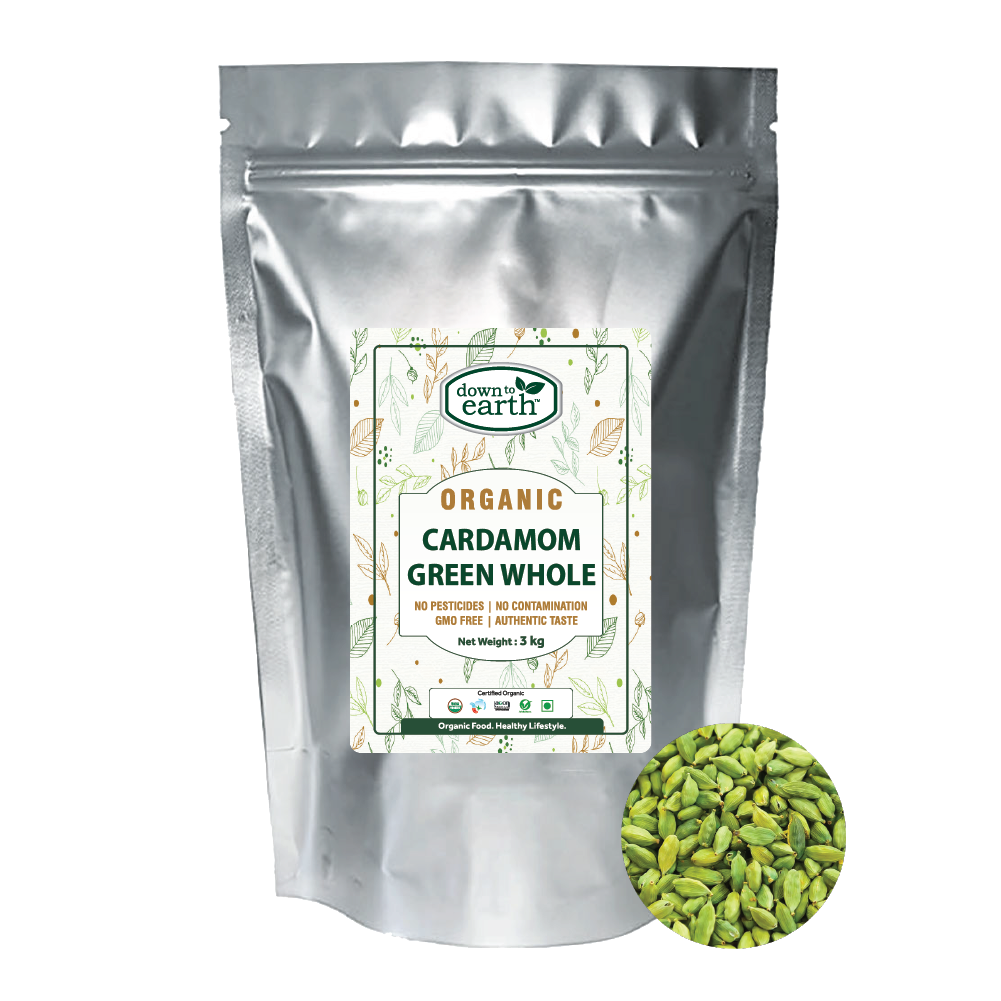 down to
earth™
ORGANIC
CARDAMOM
GREEN WHOLE
NO PESTICIDES | NO CONTAMINATION
GMO FREE | AUTHENTIC TASTE
Net Weight : 3 kg
Certified Organic
Organic Food. Healthy Lifestyle.